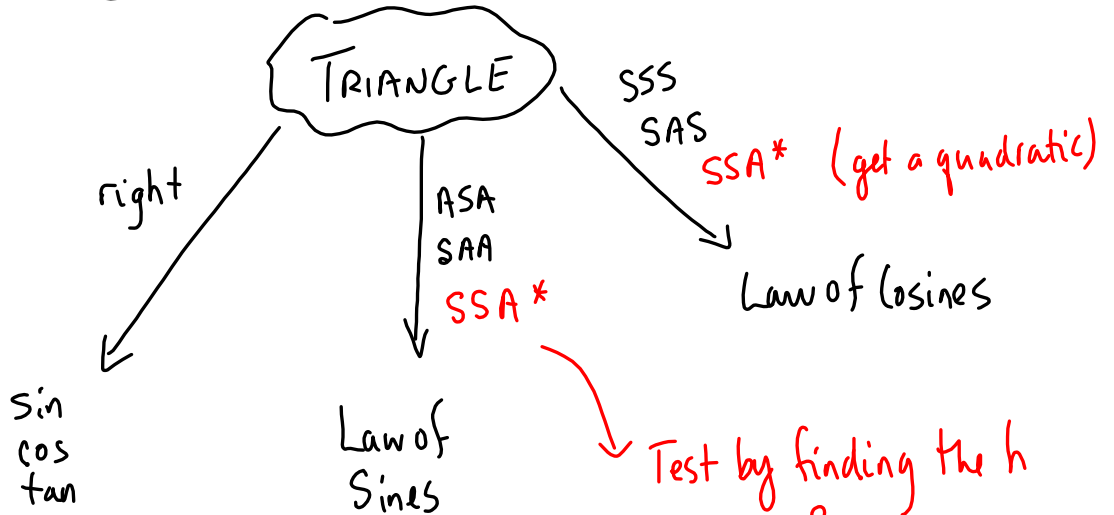 TRIANGLE
right
SSS
SAS
SSA* (get a quadratic)
ASA
SAA
SSA*
Law of Cosines
sin
cos
tan
Law of
Sines
Test by finding the h